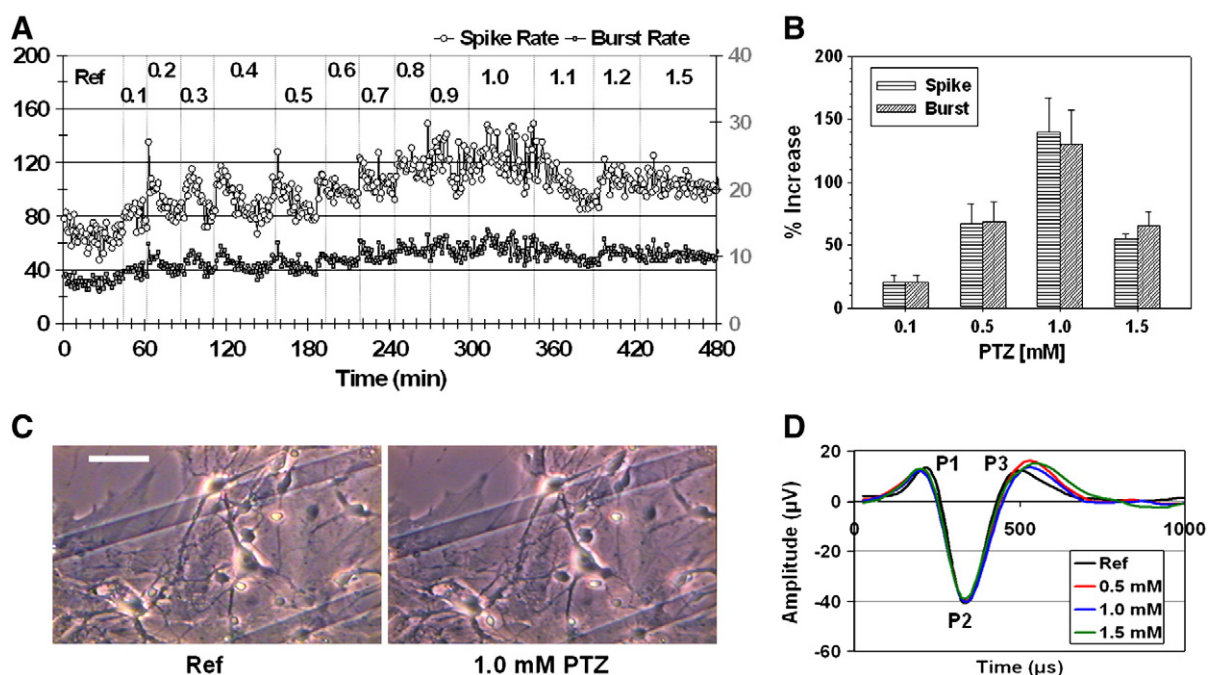 A
Spike Rate
Burst Rate
200
160
120
80
40
0
40
30
20
10
0
Ref
0.1
0.2
0.3
0.4
0.5
0.6
0.7
0.8
0.9
1.0
1.1
1.2
1.5
0
60
120
180
240
300
360
420
480
Time (min)
B
% Increase
200
150
100
50
0
Spike
Burst
0.1
0.5
1.0
1.5
PTZ [mM]
C
Ref
1.0 mM PTZ
D
Amplitude (µV)
20
0
-20
-40
-60
P1
P2
P3
0
500
1000
Ref
0.5 mM
1.0 mM
1.5 mM
Time (µs)